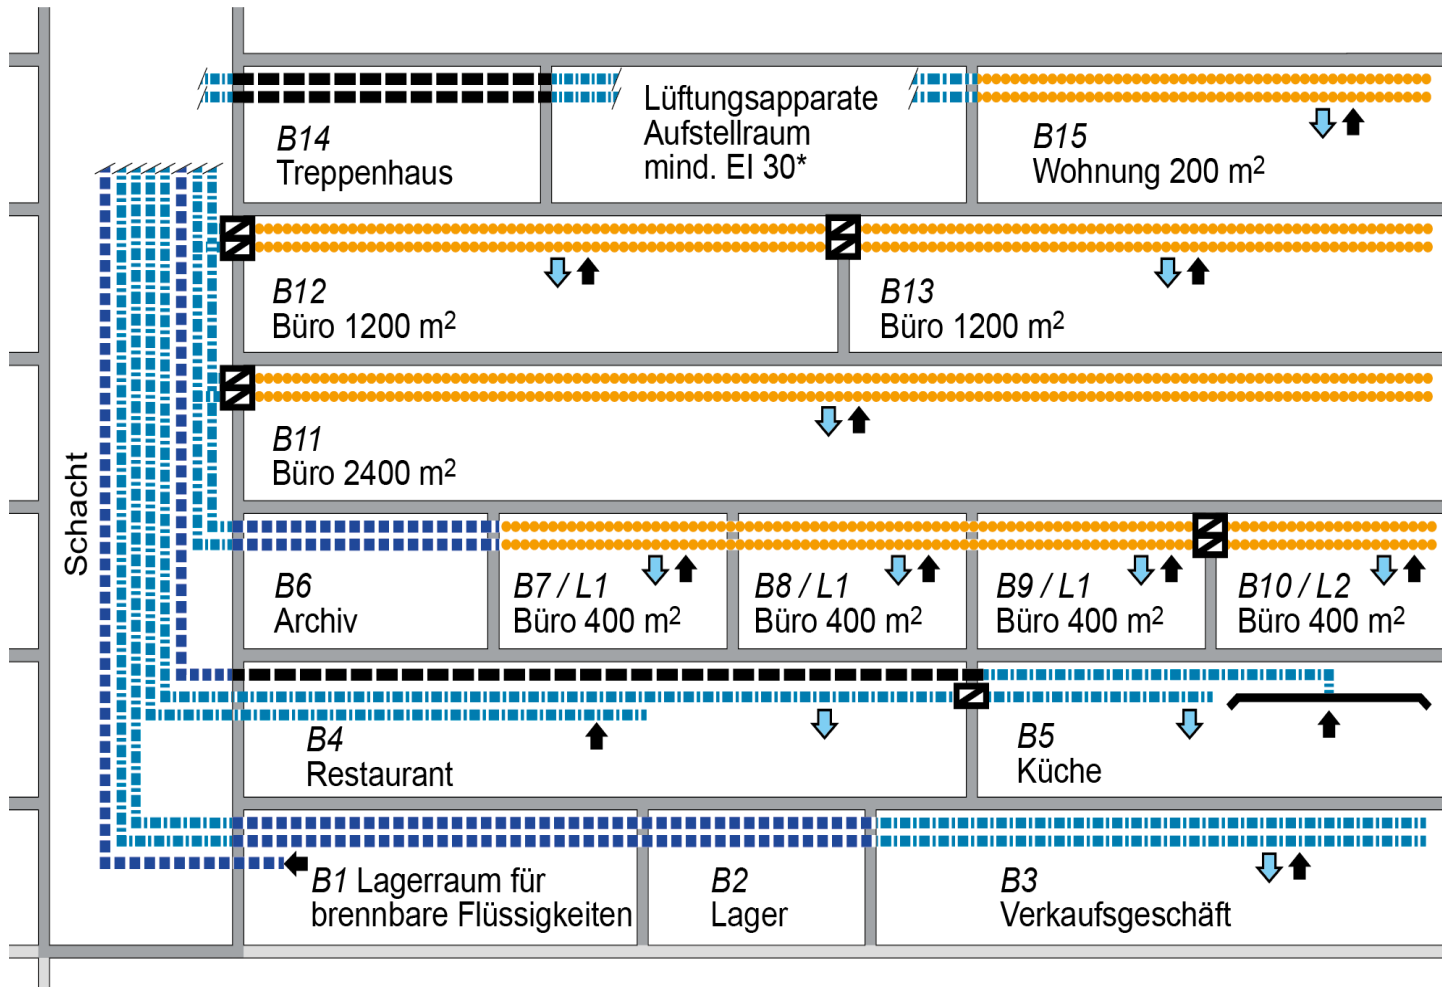 Lüftungsapparate
Aufstellraum
mind. EI 30*
B14
Treppenhaus
B15
Wohnung 200 m²
B12
Büro 1200 m²
B13
Büro 1200 m²
B11
Büro 2400 m²
Schacht
B6
Archiv
B7 / L1
Büro 400 m²
B8 / L1
Büro 400 m²
B9 / L1
Büro 400 m²
B10 / L2
Büro 400 m²
B4
Restaurant
B5
Küche
B1 Lagerraum für
brennbare Flüssigkeiten
B2
Lager
B3
Verkaufsgeschäft